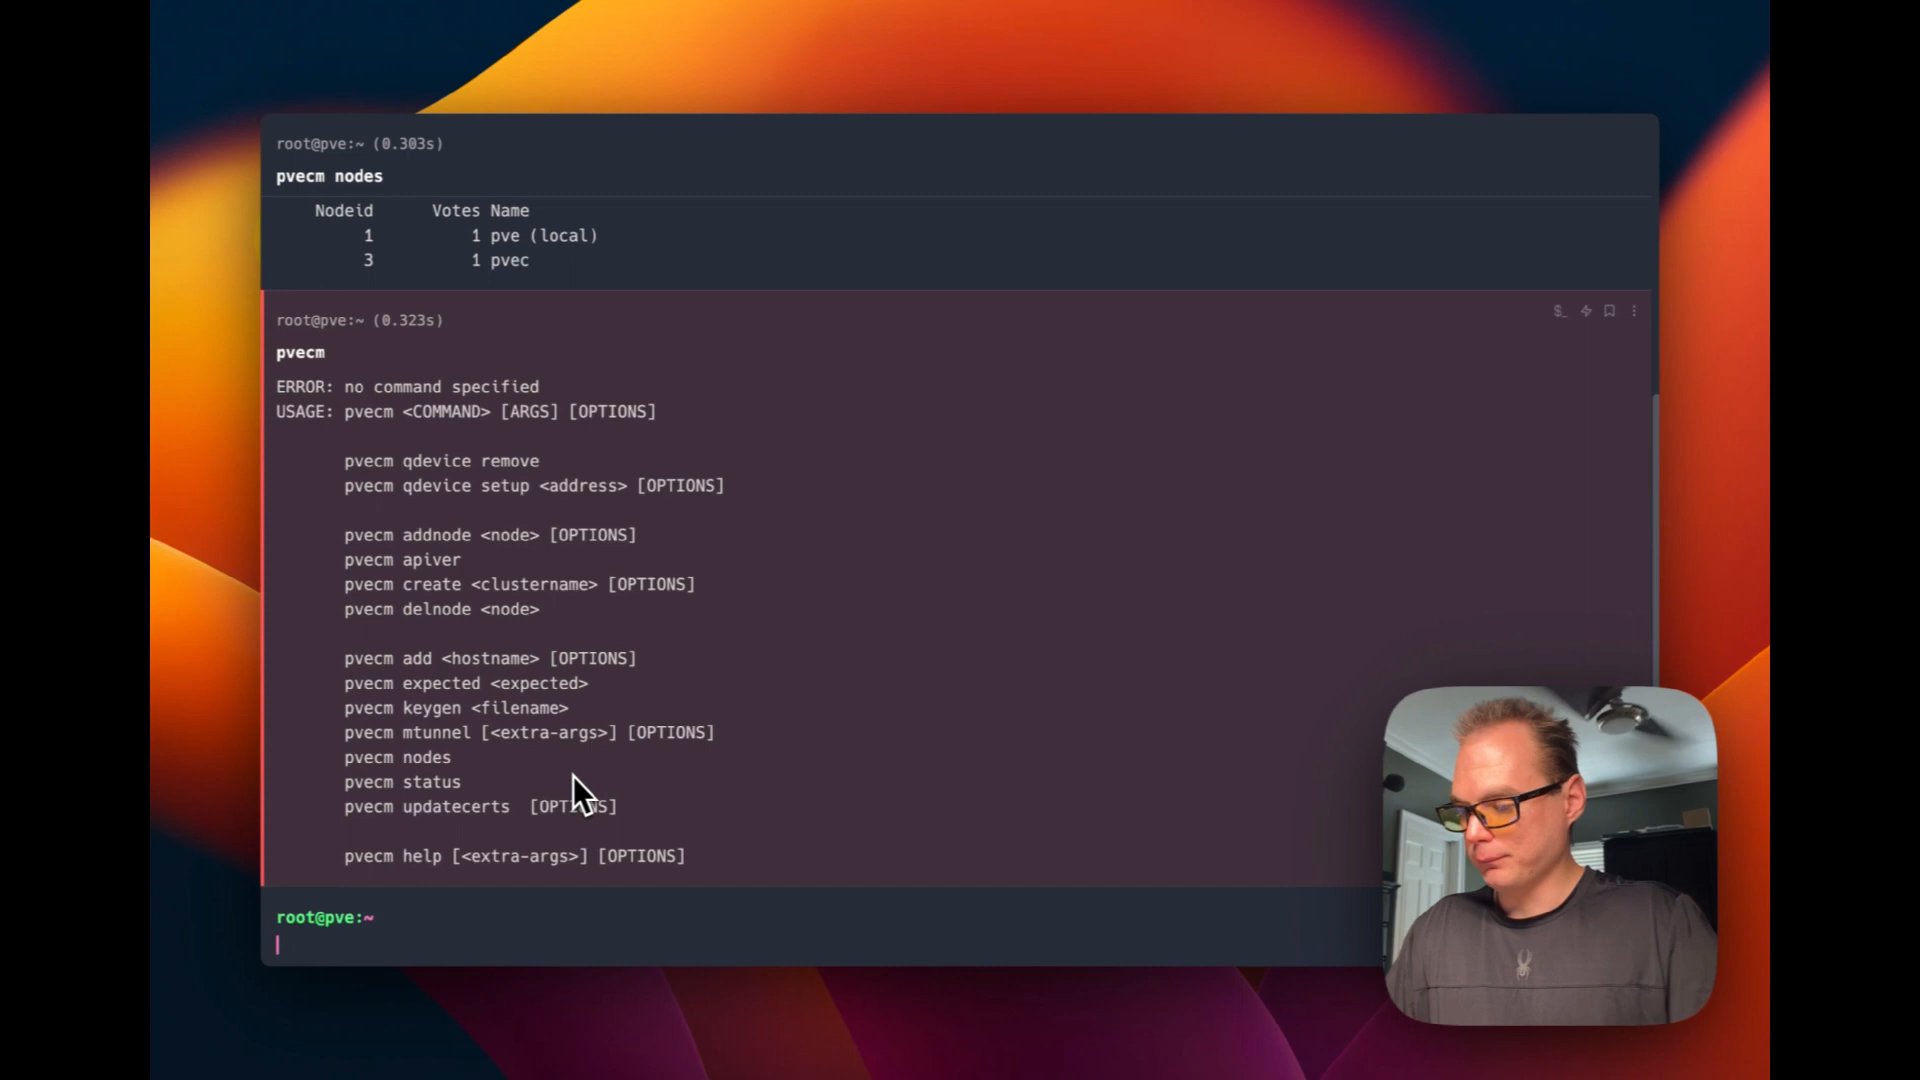 root@pve:~ (0.303s)
pvecm nodes
Nodeid Votes Name
1 1 pve (local)
3 1 pvec
root@pve:~ (0.323s)
$_
pvecm
ERROR: no command specified
USAGE: pvecm <COMMAND> [ARGS] [OPTIONS]
pvecm qdevice remove
pvecm qdevice setup <address> [OPTIONS]
pvecm addnode <node> [OPTIONS]
pvecm apiver
pvecm create <clustername> [OPTIONS]
pvecm delnode <node>
pvecm add <hostname> [OPTIONS]
pvecm expected <expected>
pvecm keygen <filename>
pvecm mtunnel [<extra-args>] [OPTIONS]
pvecm nodes
pvecm status
pvecm updatecerts [OPTIONS]
pvecm help [<extra-args>] [OPTIONS]
root@pve:~